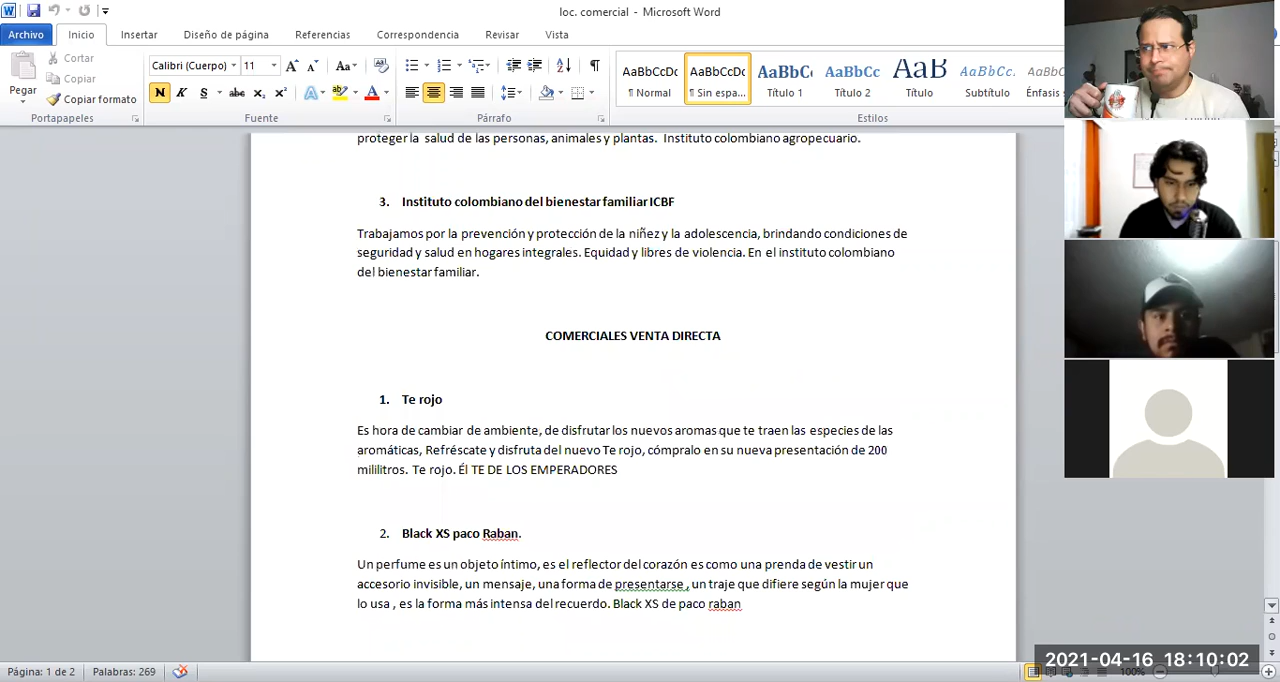 loc. comercial - Microsoft Word
Archivo Inicio Insertar Diseño de página Referencias Correspondencia Revisar Vista
Pegar
Cortar
Copiar
Copiar formato
Portapapeles
Calibri (Cuerpo) 11
Fuente
Párrafo
AaBbCcDc AaBbCcDc AaBbC AaBbCc AaB AaBbCc. AaBbCc
¶ Normal ¶ Sin espa... Título 1 Título 2 Título Subtítulo Énfasis
Estilos
proteger la salud de las personas, animales y plantas. Instituto colombiano agropecuario.
3. Instituto colombiano del bienestar familiar ICBF
Trabajamos por la prevención y protección de la niñez y la adolescencia, brindando condiciones de
seguridad y salud en hogares integrales. Equidad y libres de violencia. En el instituto colombiano
del bienestar familiar.
COMERCIALES VENTA DIRECTA
1. Te rojo
Es hora de cambiar de ambiente, de disfrutar los nuevos aromas que te traen las especies de las
aromáticas, Refréscate y disfruta del nuevo Te rojo, cómpralo en su nueva presentación de 200
mililitros. Te rojo. Él TE DE LOS EMPERADORES
2. Black XS paco Raban.
Un perfume es un objeto íntimo, es el reflector del corazón es como una prenda de vestir un
accesorio invisible, un mensaje, una forma de presentarse , un traje que difiere según la mujer que
lo usa , es la forma más intensa del recuerdo. Black XS de paco raban
Página: 1 de 2 Palabras: 269
100%
2021-04-16 18:10:02